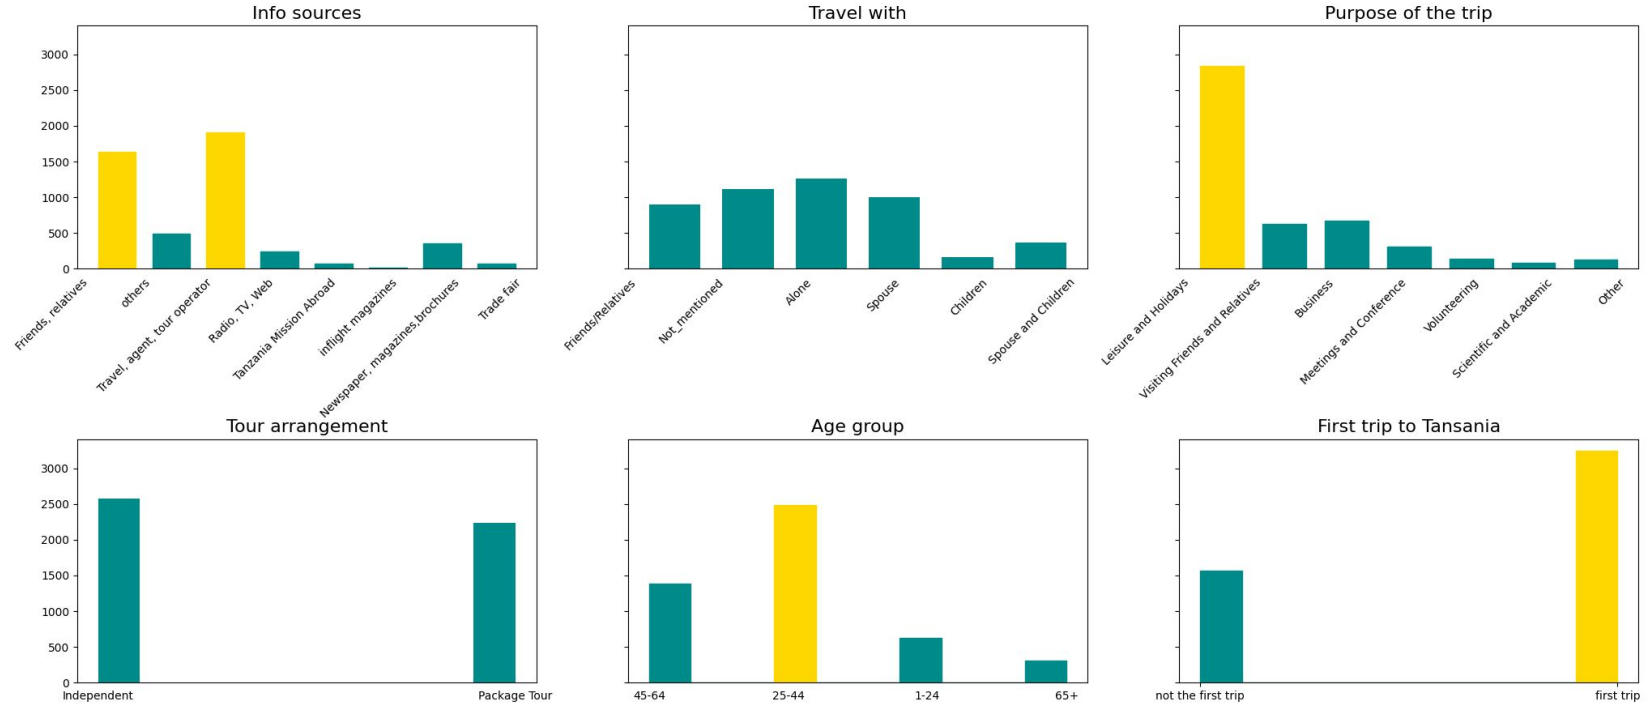 Info sources
Travel with
Purpose of the trip
3000
2500
2000
1500
1000
500
0
Friends, relatives
others
Travel, agent, tour operator
Radio, TV, Web
Tanzania Mission Abroad
inflight magazines
Newspaper, magazines,brochures
Trade fair
Friends/Relatives
Not_mentioned
Alone
Spouse
Children
Spouse and Children
Leisure and Holidays
Visiting Friends and Relatives
Business
Meetings and Conference
Volunteering
Scientific and Academic
Other
Tour arrangement
Age group
First trip to Tansania
3000
2500
2000
1500
1000
500
0
Independent
Package Tour
45-64
25-44
1-24
65+
not the first trip
first trip